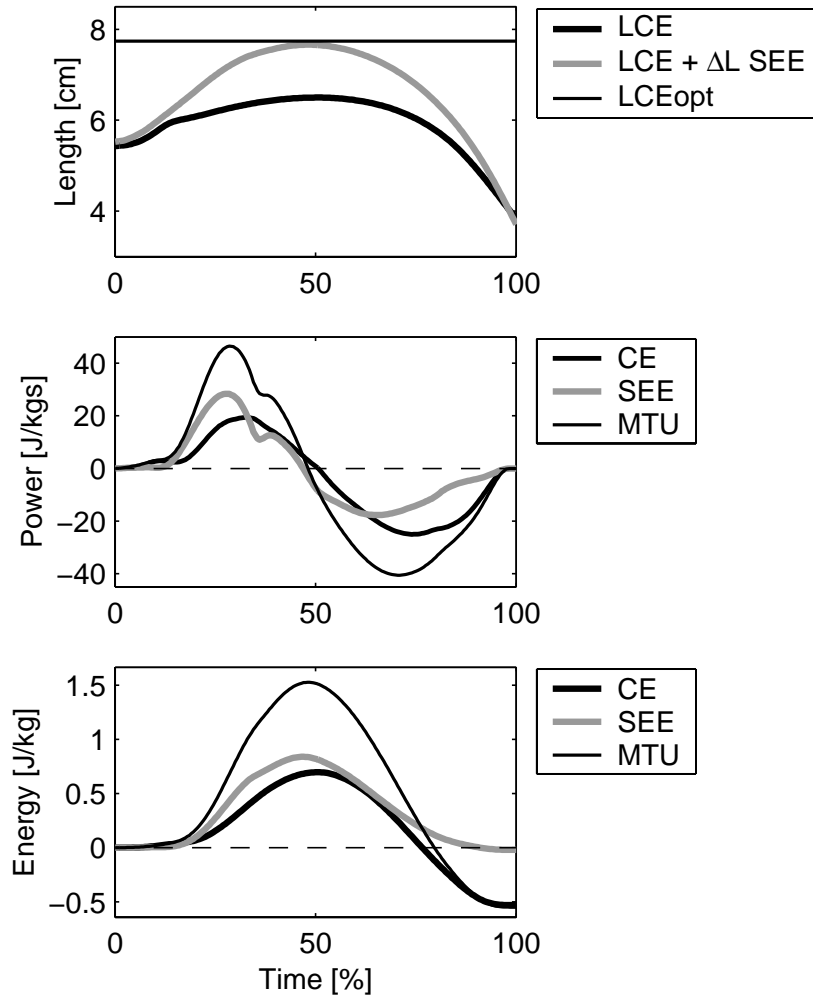 8
6
4
Length [cm]
0
50
100
LCE
LCE + ΔL SEE
LCEopt
40
20
0
−20
−40
Power [J/kgs]
0
50
100
CE
SEE
MTU
1.5
1
0.5
0
−0.5
Energy [J/kg]
0
50
100
Time [%]
CE
SEE
MTU